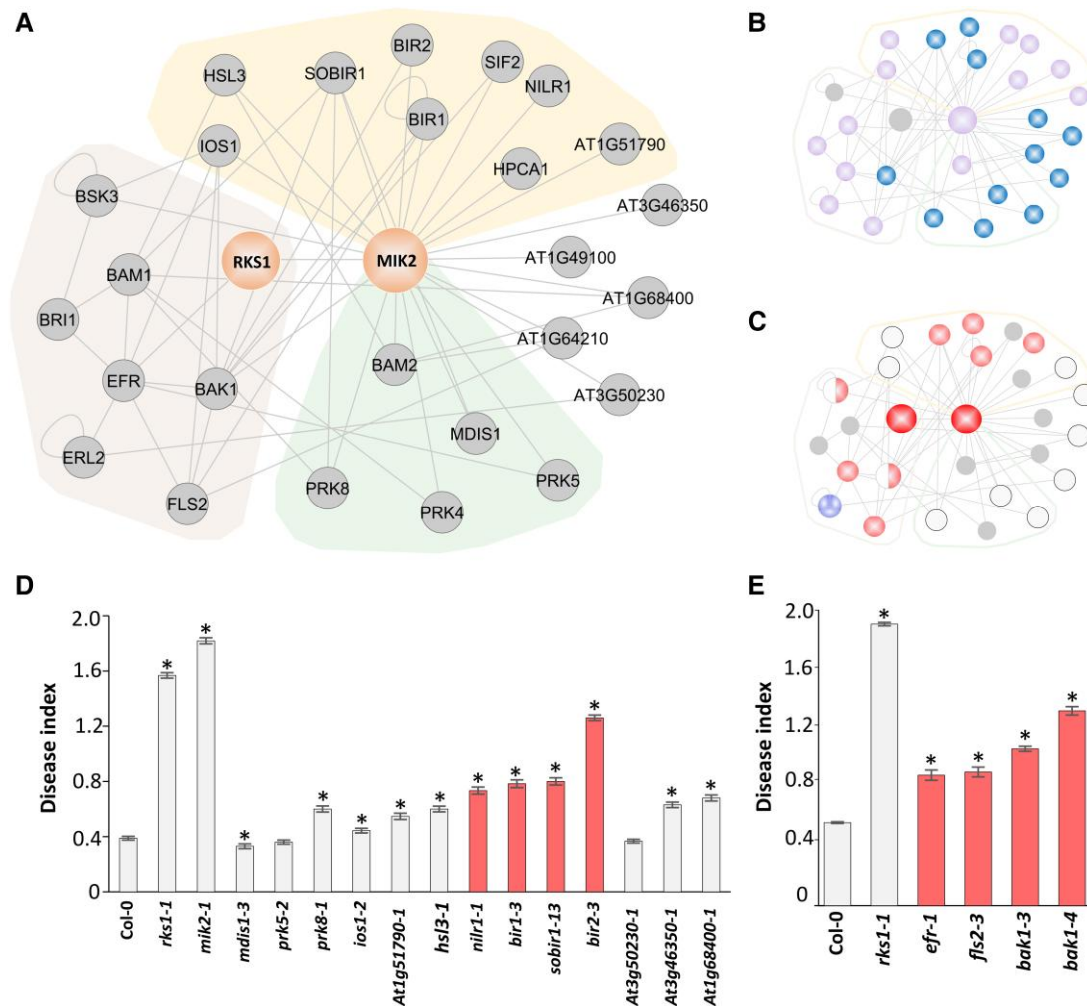 A
B
BIR2
HSL3
SOBIR1
SIF2
NILR1
BIR1
IOS1
AT1G51790
HPCA1
BSK3
AT3G46350
RKS1
MIK2
AT1G49100
BAM1
AT1G68400
BRI1
AT1G64210
C
BAM2
EFR
BAK1
AT3G50230
MDIS1
ERL2
PRK8
PRK5
FLS2
PRK4
D
Disease index
2.0
1.6
1.2
0.8
0.4
0
* * * * * * * * * * * * *
Col-0
rks1-1
mik2-1
mdis1-3
prk5-2
prk8-1
ios1-2
At1g51790-1
hsl3-1
nilr1-1
bir1-3
sobir1-13
bir2-3
At3g50230-1
At3g46350-1
At1g68400-1
E
Disease index
2.0
1.6
1.2
0.8
0.4
0
* * * * *
Col-0
rks1-1
efr-1
fls2-3
bak1-3
bak1-4